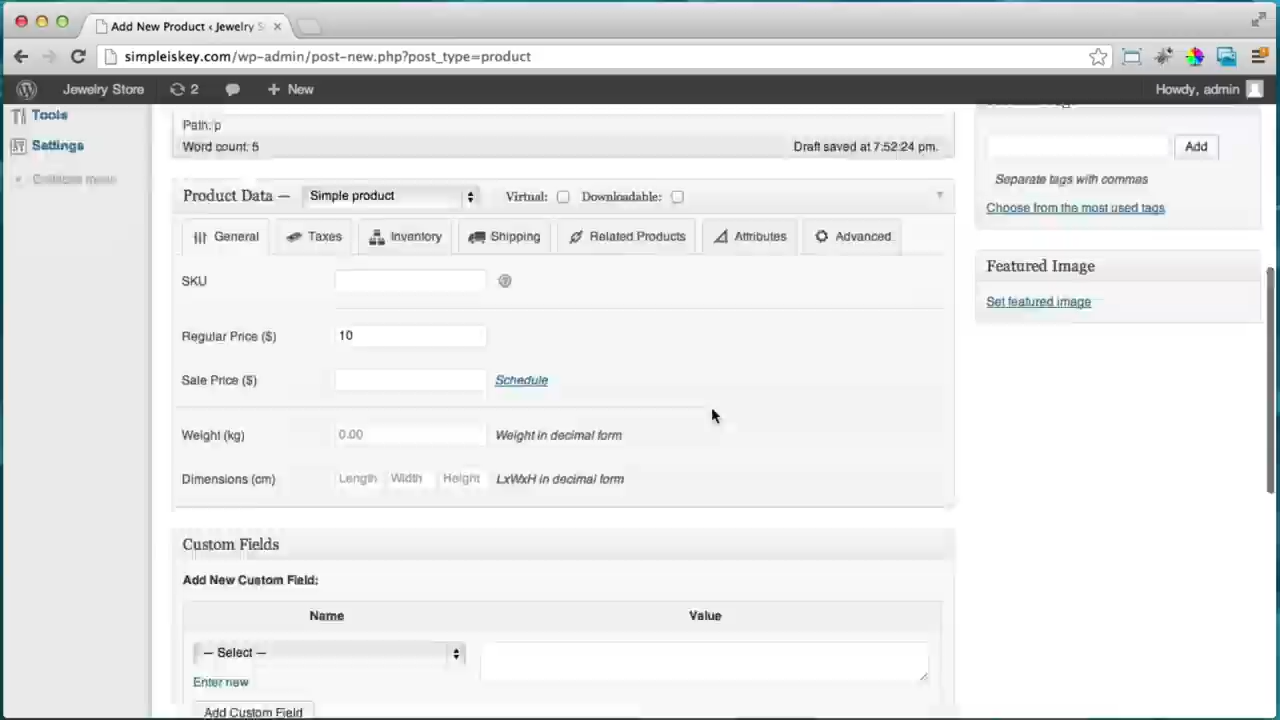 Add New Product ‹ Jewelry S
simpleiskey.com/wp-admin/post-new.php?post_type=product
Jewelry Store 2 + New Howdy, admin
Tools
Settings
Collapse menu
Path: p
Word count: 5 Draft saved at 7:52:24 pm.
Add
Separate tags with commas
Choose from the most used tags
Product Data — Simple product Virtual: Downloadable:
General Taxes Inventory Shipping Related Products Attributes Advanced
SKU
Regular Price ($) 10
Sale Price ($) Schedule
Weight (kg) 0.00 Weight in decimal form
Dimensions (cm) Length Width Height LxWxH in decimal form
Featured Image
Set featured image
Custom Fields
Add New Custom Field:
Name Value
— Select —
Enter new
Add Custom Field